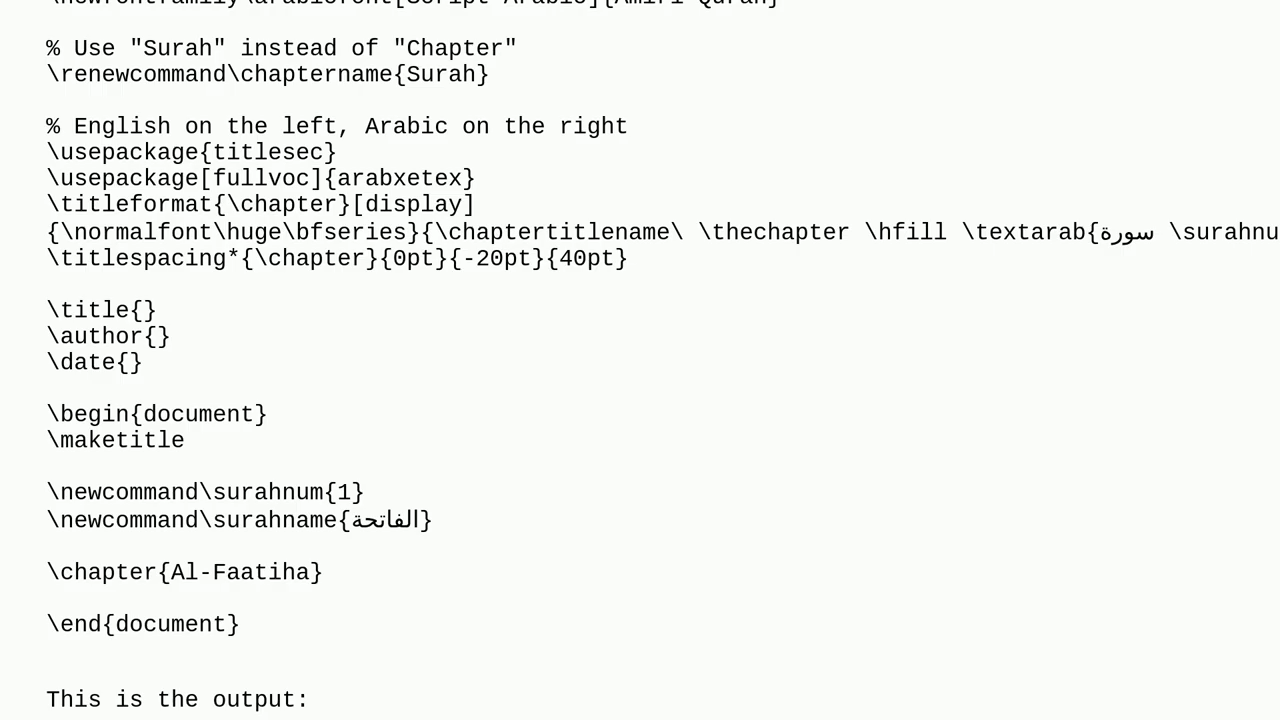 % Use "Surah" instead of "Chapter"
\renewcommand\chaptername{Surah}
% English on the left, Arabic on the right
\usepackage{titlesec}
\usepackage[fullvoc]{arabxetex}
\titleformat{\chapter}[display]
{\normalfont\huge\bfseries}{\chaptertitlename\ \thechapter \hfill \textarab{سورة \surahnu
\titlespacing*{\chapter}{0pt}{-20pt}{40pt}
\title{}
\author{}
\date{}
\begin{document}
\maketitle
\newcommand\surahnum{1}
\newcommand\surahname{الفاتحة}
\chapter{Al-Faatiha}
\end{document}
This is the output: